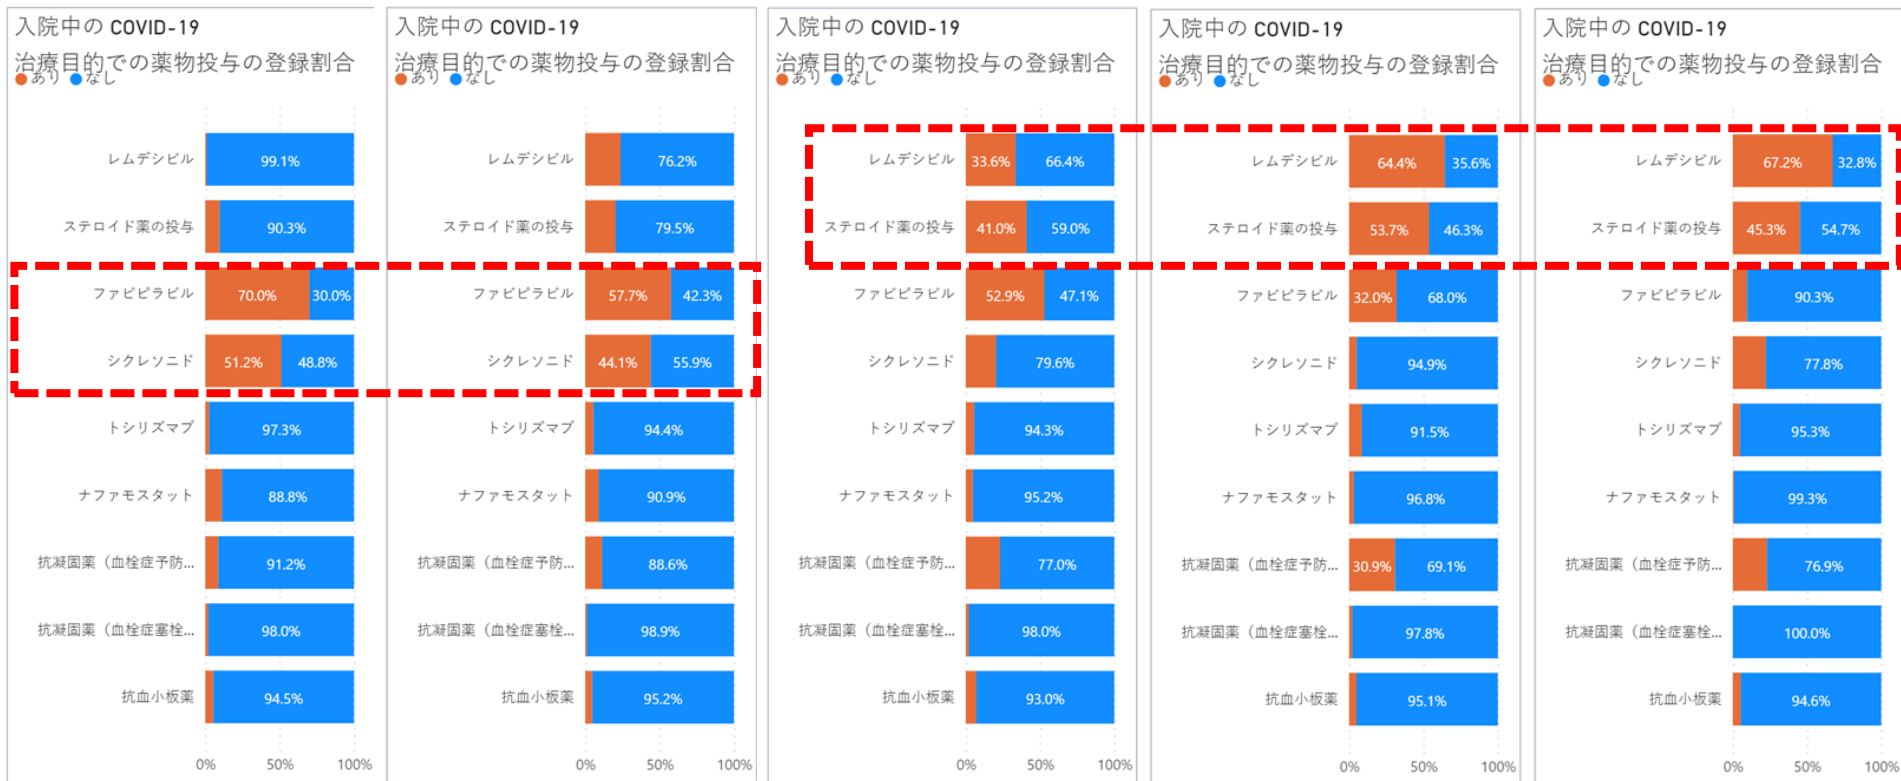 入院中の COVID-19
治療目的での薬物投与の登録割合
あり なし
レムデシビル 99.1%
ステロイド薬の投与 90.3%
ファビピラビル 70.0% 30.0%
シクレソニド 51.2% 48.8%
トシリズマブ 97.3%
ナファモスタット 88.8%
抗凝固薬（血栓症予防... 91.2%
抗凝固薬（血栓症塞栓... 98.0%
抗血小板薬 94.5%
0% 50% 100%
入院中の COVID-19
治療目的での薬物投与の登録割合
あり なし
レムデシビル 76.2%
ステロイド薬の投与 79.5%
ファビピラビル 57.7% 42.3%
シクレソニド 44.1% 55.9%
トシリズマブ 94.4%
ナファモスタット 90.9%
抗凝固薬（血栓症予防... 88.6%
抗凝固薬（血栓症塞栓... 98.9%
抗血小板薬 95.2%
0% 50% 100%
入院中の COVID-19
治療目的での薬物投与の登録割合
あり なし
レムデシビル 33.6% 66.4%
ステロイド薬の投与 41.0% 59.0%
ファビピラビル 52.9% 47.1%
シクレソニド 79.6%
トシリズマブ 94.3%
ナファモスタット 95.2%
抗凝固薬（血栓症予防... 77.0%
抗凝固薬（血栓症塞栓... 98.0%
抗血小板薬 93.0%
0% 50% 100%
入院中の COVID-19
治療目的での薬物投与の登録割合
あり なし
レムデシビル 64.4% 35.6%
ステロイド薬の投与 53.7% 46.3%
ファビピラビル 32.0% 68.0%
シクレソニド 94.9%
トシリズマブ 91.5%
ナファモスタット 96.8%
抗凝固薬（血栓症予防... 30.9% 69.1%
抗凝固薬（血栓症塞栓... 97.8%
抗血小板薬 95.1%
0% 50% 100%
入院中の COVID-19
治療目的での薬物投与の登録割合
あり なし
レムデシビル 67.2% 32.8%
ステロイド薬の投与 45.3% 54.7%
ファビピラビル 90.3%
シクレソニド 77.8%
トシリズマブ 95.3%
ナファモスタット 99.3%
抗凝固薬（血栓症予防... 76.9%
抗凝固薬（血栓症塞栓... 100.0%
抗血小板薬 94.6%
0% 50% 100%